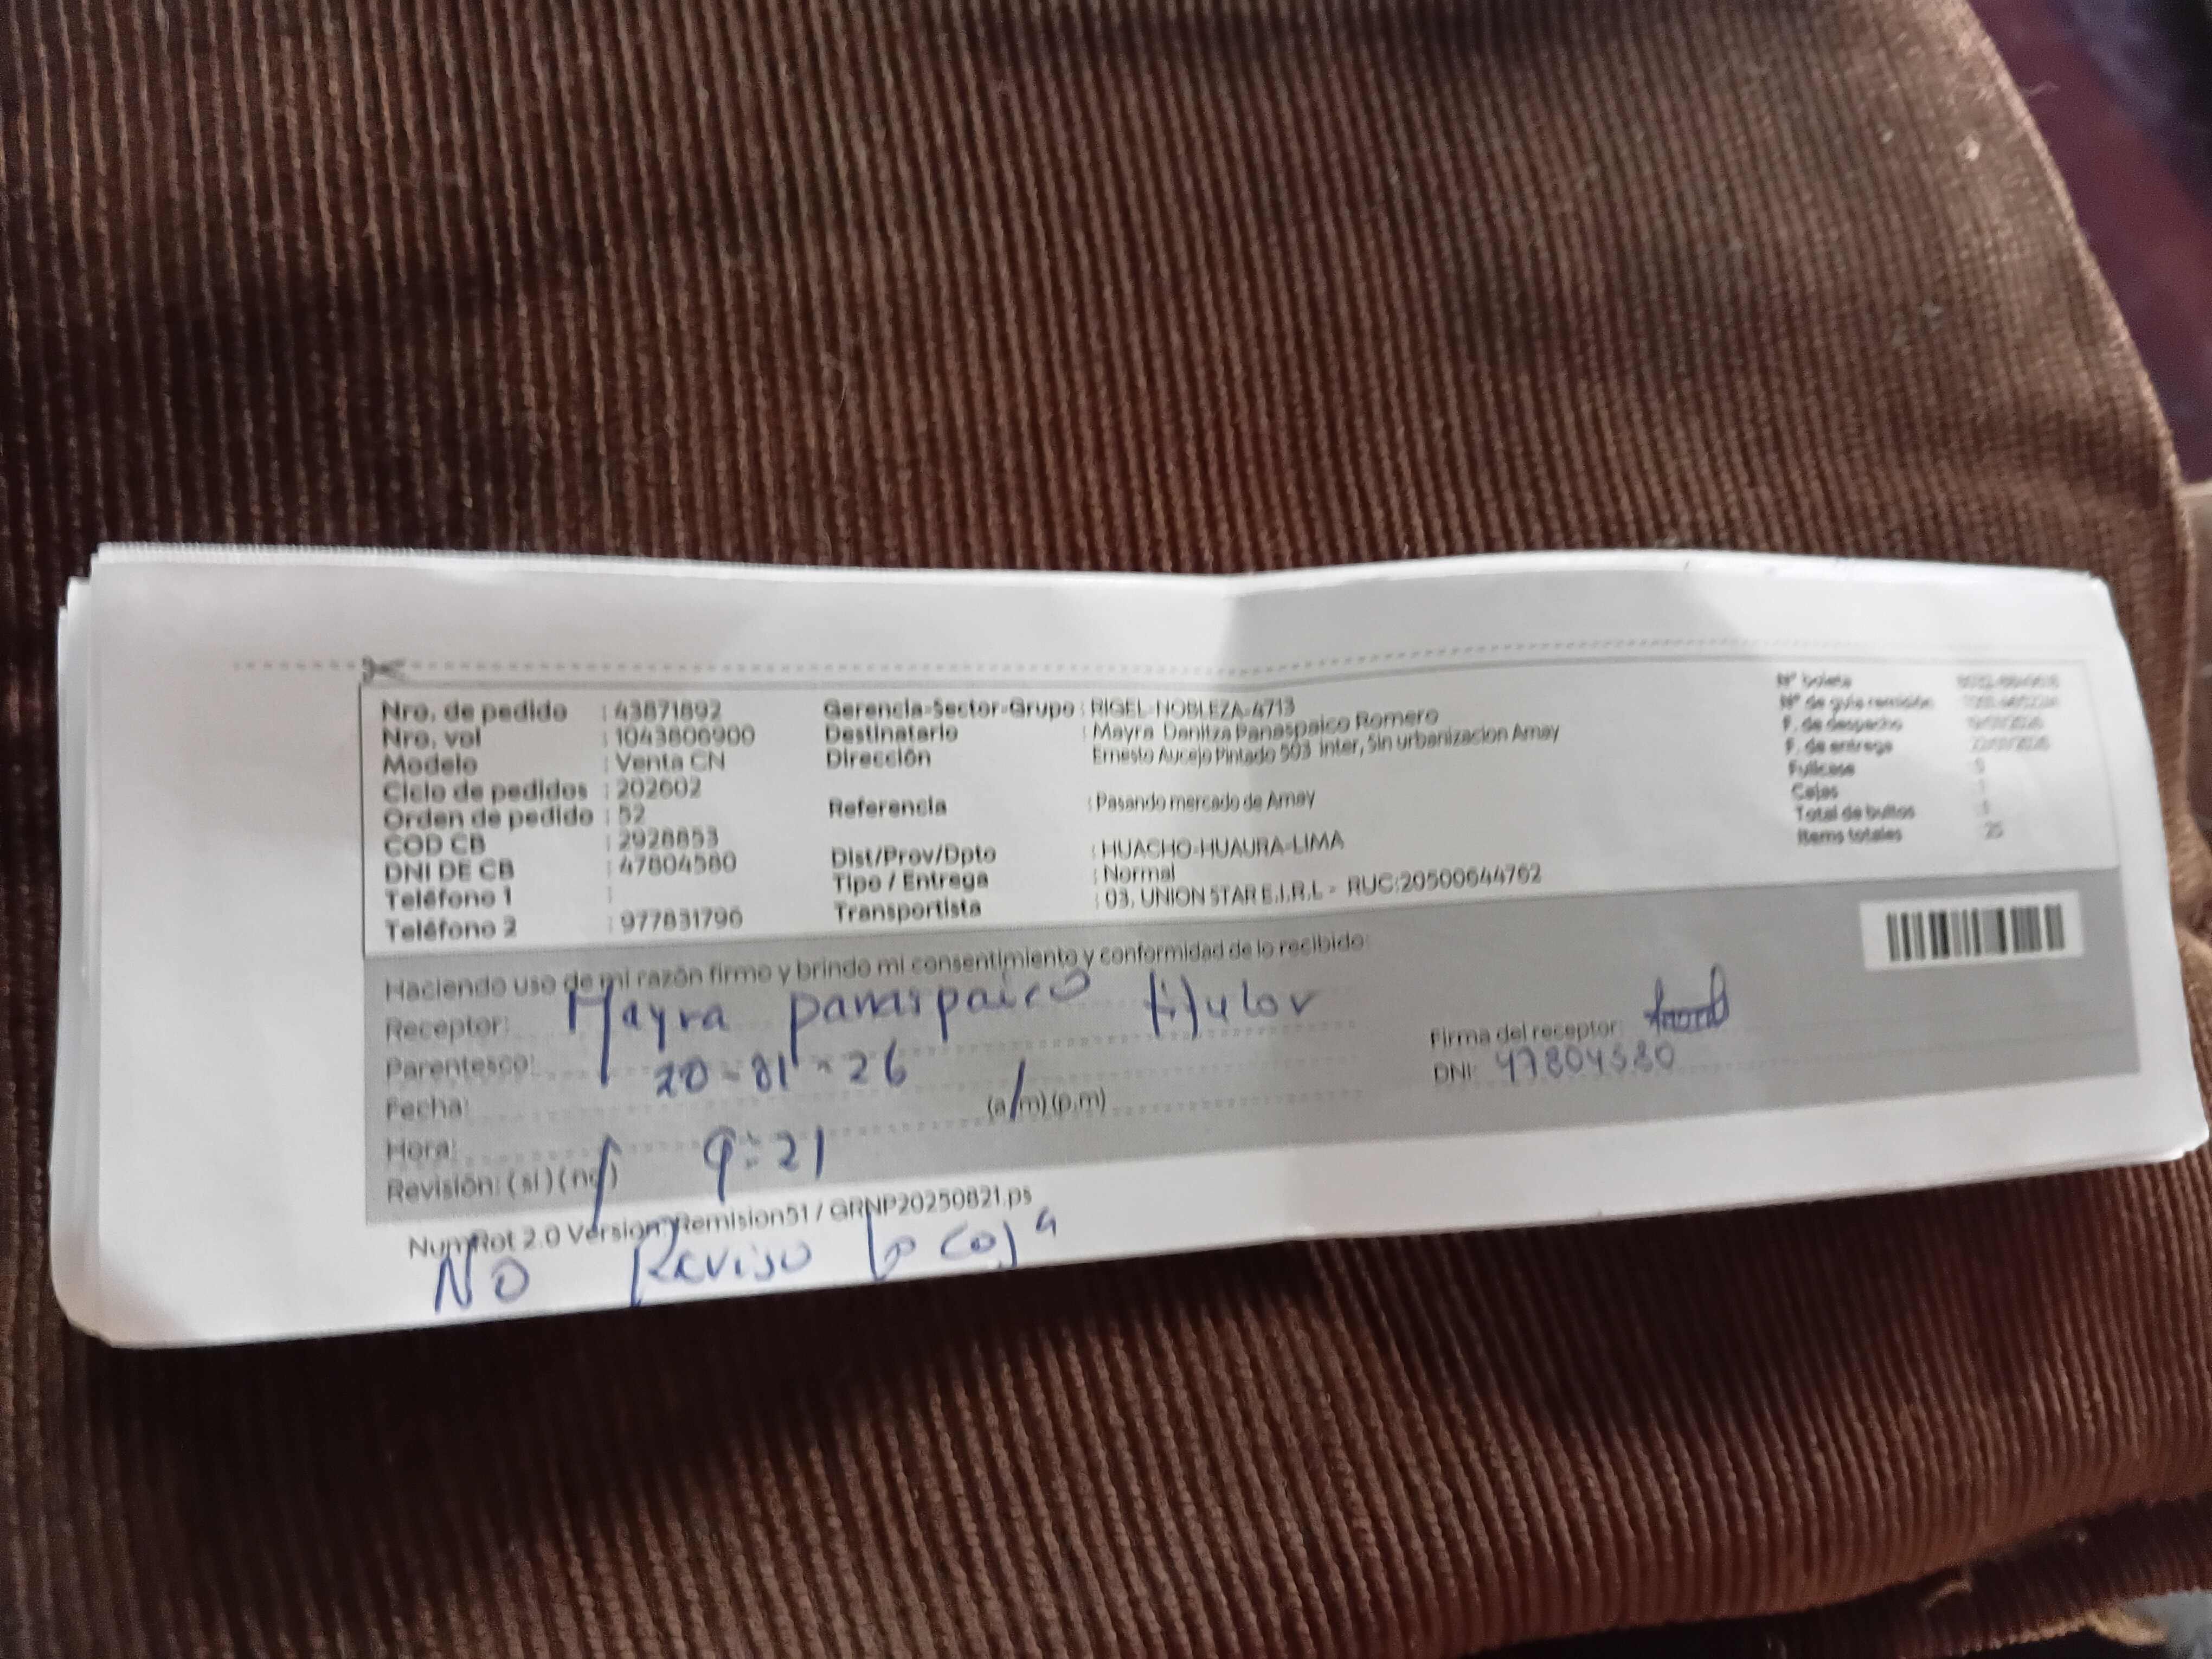 Nro. de pedido : 43871892
Nro. vol : 1043806900
Modelo : Venta CN
Ciclo de pedidos : 202602
Orden de pedido : 52
COD CB : 2928853
DNI DE CB : 47804580
Teléfono 1 :
Teléfono 2 : 977831796
Gerencia-Sector-Grupo : RIGEL-NOBLEZA-4713
Destinatario : Mayra Danitza Panaspaico Romero
Dirección Ernesto Aucejo Pintado 503 inter, Sin urbanizacion Amay
Referencia : Pasando mercado de Amay
Dist/Prov/Dpto : HUACHO-HUAURA-LIMA
Tipo / Entrega : Normal
Transportista : 03. UNION STAR E.I.R.L - RUC:20500644762
N° boleta
N° de guía remisión
F. de despacho
F. de entrega
Fullcase
Cajas 1
Total de bultos
Items totales 25
Haciendo uso de mi razón firmo y brindo mi consentimiento y conformidad de lo recibido:
Receptor: Mayra panaspaico titular
Parentesco:
Fecha: 20-01-26
(a.m)(p.m)
Hora: 9:21
Revisión: (si) (no)
Firma del receptor:
DNI: 47804580
NumRot 2.0 Version Remision51 / GRNP20250821.ps
NO Reviso